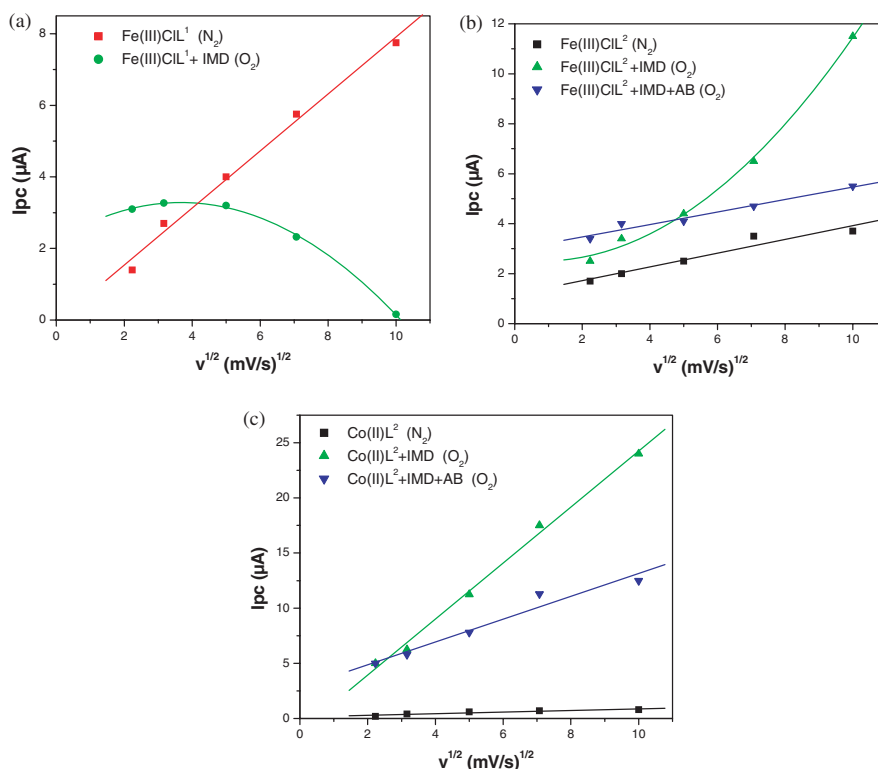 (a)
Fe(III)ClL¹ (N₂)
Fe(III)ClL¹+ IMD (O₂)
8
6
4
2
0
Ipc (µA)
0 2 4 6 8 10
v^1/2 (mV/s)^1/2
(b)
Fe(III)ClL² (N₂)
Fe(III)ClL²+IMD (O₂)
Fe(III)ClL²+IMD+AB (O₂)
12
10
8
6
4
2
0
Ipc (µA)
0 2 4 6 8 10
v^1/2 (mV/s)^1/2
(c)
Co(II)L² (N₂)
Co(II)L²+IMD (O₂)
Co(II)L²+IMD+AB (O₂)
25
20
15
10
5
0
Ipc (µA)
0 2 4 6 8 10
v^1/2 (mV/s)^1/2